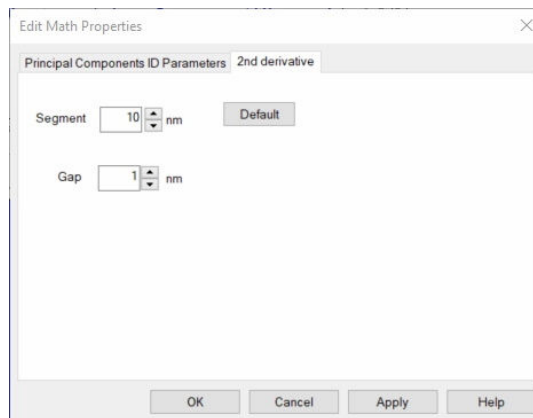 Edit Math Properties
Principal Components ID Parameters 2nd derivative
Segment 10 nm Default
Gap 1 nm
OK Cancel Apply Help